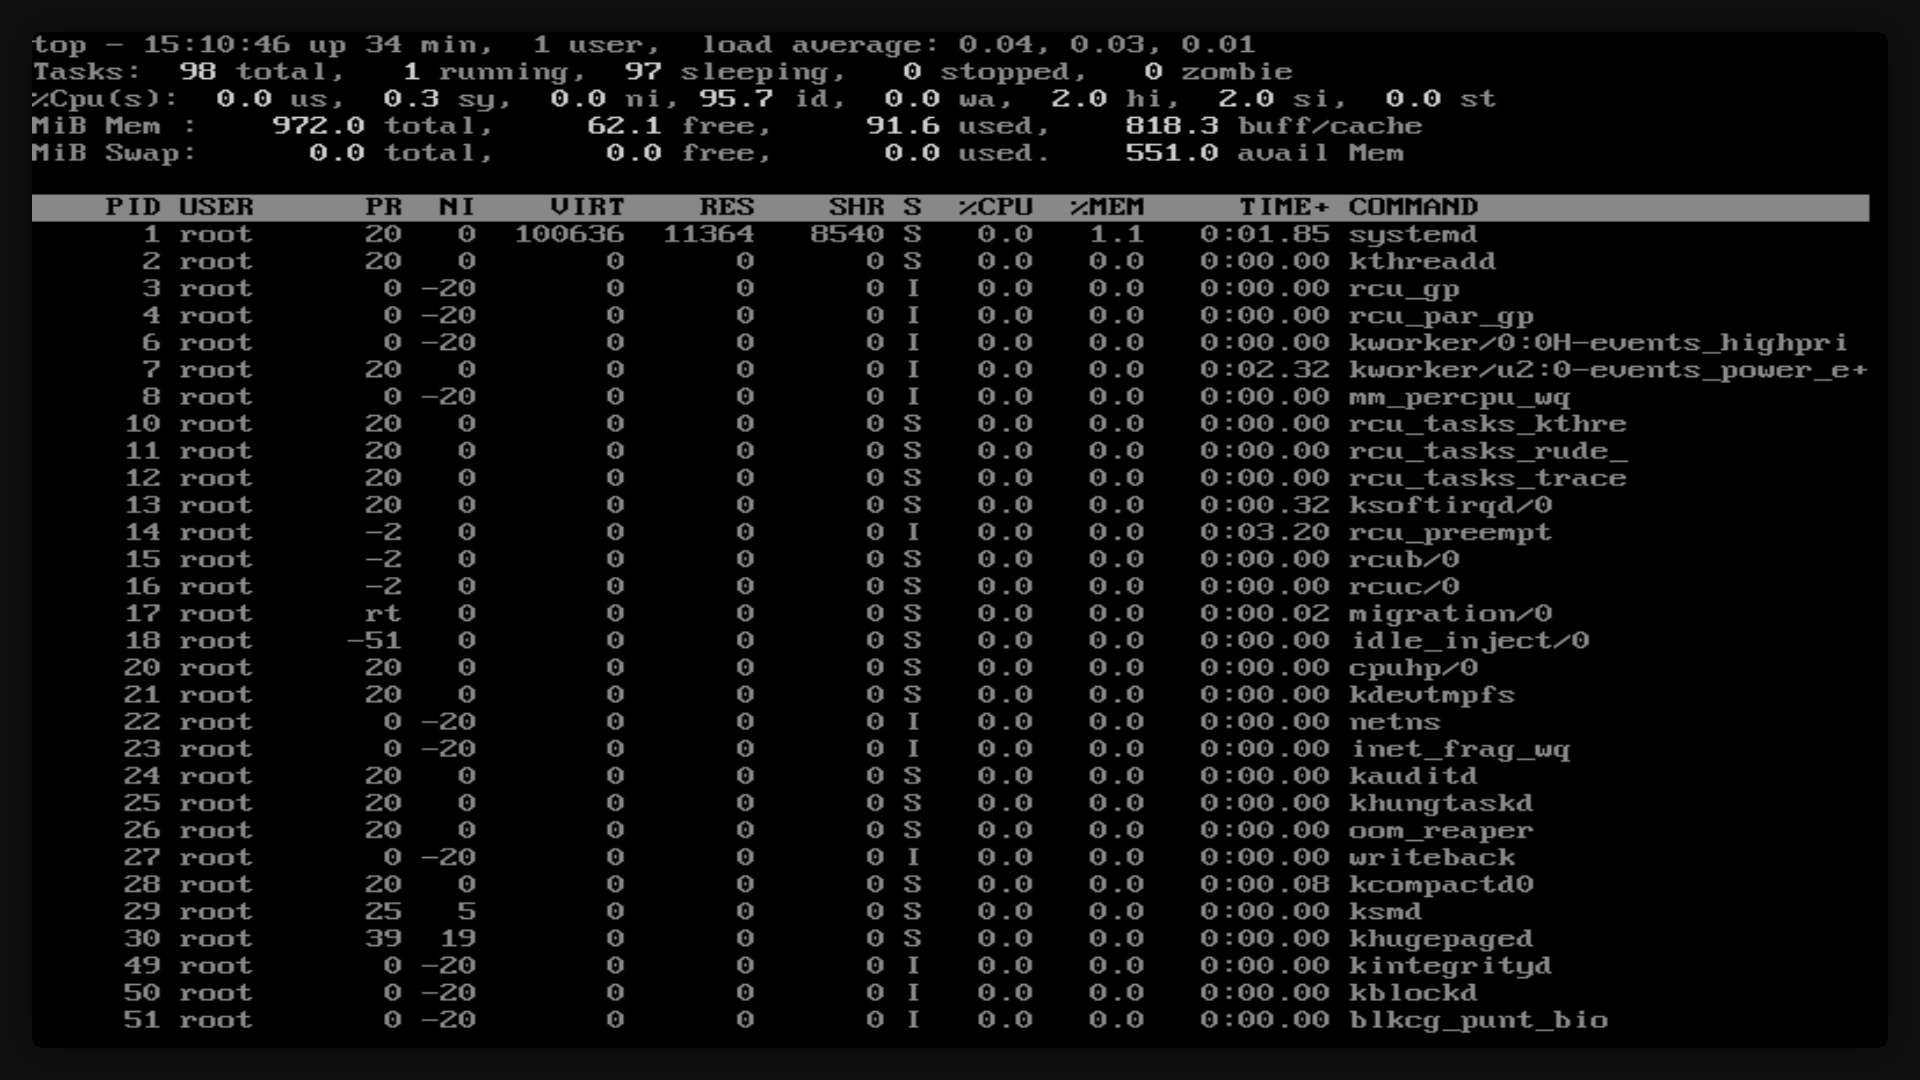 top - 15:10:46 up 34 min,  1 user,  load average: 0.04, 0.03, 0.01
Tasks:  98 total,   1 running,  97 sleeping,   0 stopped,   0 zombie
%Cpu(s):  0.0 us,  0.3 sy,  0.0 ni, 95.7 id,  0.0 wa,  2.0 hi,  2.0 si,  0.0 st
MiB Mem :    972.0 total,     62.1 free,     91.6 used,    818.3 buff/cache
MiB Swap:      0.0 total,      0.0 free,      0.0 used.    551.0 avail Mem
PID USER      PR  NI    VIRT    RES    SHR S  %CPU  %MEM     TIME+ COMMAND
1 root      20   0  100636  11364   8540 S   0.0   1.1   0:01.85 systemd
2 root      20   0       0      0      0 S   0.0   0.0   0:00.00 kthreadd
3 root       0 -20       0      0      0 I   0.0   0.0   0:00.00 rcu_gp
4 root       0 -20       0      0      0 I   0.0   0.0   0:00.00 rcu_par_gp
6 root       0 -20       0      0      0 I   0.0   0.0   0:00.00 kworker/0:0H-events_highpri
7 root      20   0       0      0      0 I   0.0   0.0   0:02.32 kworker/u2:0-events_power_e+
8 root       0 -20       0      0      0 I   0.0   0.0   0:00.00 mm_percpu_wq
10 root      20   0       0      0      0 S   0.0   0.0   0:00.00 rcu_tasks_kthre
11 root      20   0       0      0      0 S   0.0   0.0   0:00.00 rcu_tasks_rude_
12 root      20   0       0      0      0 S   0.0   0.0   0:00.00 rcu_tasks_trace
13 root      20   0       0      0      0 S   0.0   0.0   0:00.32 ksoftirqd/0
14 root      -2   0       0      0      0 I   0.0   0.0   0:03.20 rcu_preempt
15 root      -2   0       0      0      0 S   0.0   0.0   0:00.00 rcub/0
16 root      -2   0       0      0      0 S   0.0   0.0   0:00.00 rcuc/0
17 root      rt   0       0      0      0 S   0.0   0.0   0:00.02 migration/0
18 root     -51   0       0      0      0 S   0.0   0.0   0:00.00 idle_inject/0
20 root      20   0       0      0      0 S   0.0   0.0   0:00.00 cpuhp/0
21 root      20   0       0      0      0 S   0.0   0.0   0:00.00 kdevtmpfs
22 root       0 -20       0      0      0 I   0.0   0.0   0:00.00 netns
23 root       0 -20       0      0      0 I   0.0   0.0   0:00.00 inet_frag_wq
24 root      20   0       0      0      0 S   0.0   0.0   0:00.00 kauditd
25 root      20   0       0      0      0 S   0.0   0.0   0:00.00 khungtaskd
26 root      20   0       0      0      0 S   0.0   0.0   0:00.00 oom_reaper
27 root       0 -20       0      0      0 I   0.0   0.0   0:00.00 writeback
28 root      20   0       0      0      0 S   0.0   0.0   0:00.08 kcompactd0
29 root      25   5       0      0      0 S   0.0   0.0   0:00.00 ksmd
30 root      39  19       0      0      0 S   0.0   0.0   0:00.00 khugepaged
49 root       0 -20       0      0      0 I   0.0   0.0   0:00.00 kintegrityd
50 root       0 -20       0      0      0 I   0.0   0.0   0:00.00 kblockd
51 root       0 -20       0      0      0 I   0.0   0.0   0:00.00 blkcg_punt_bio